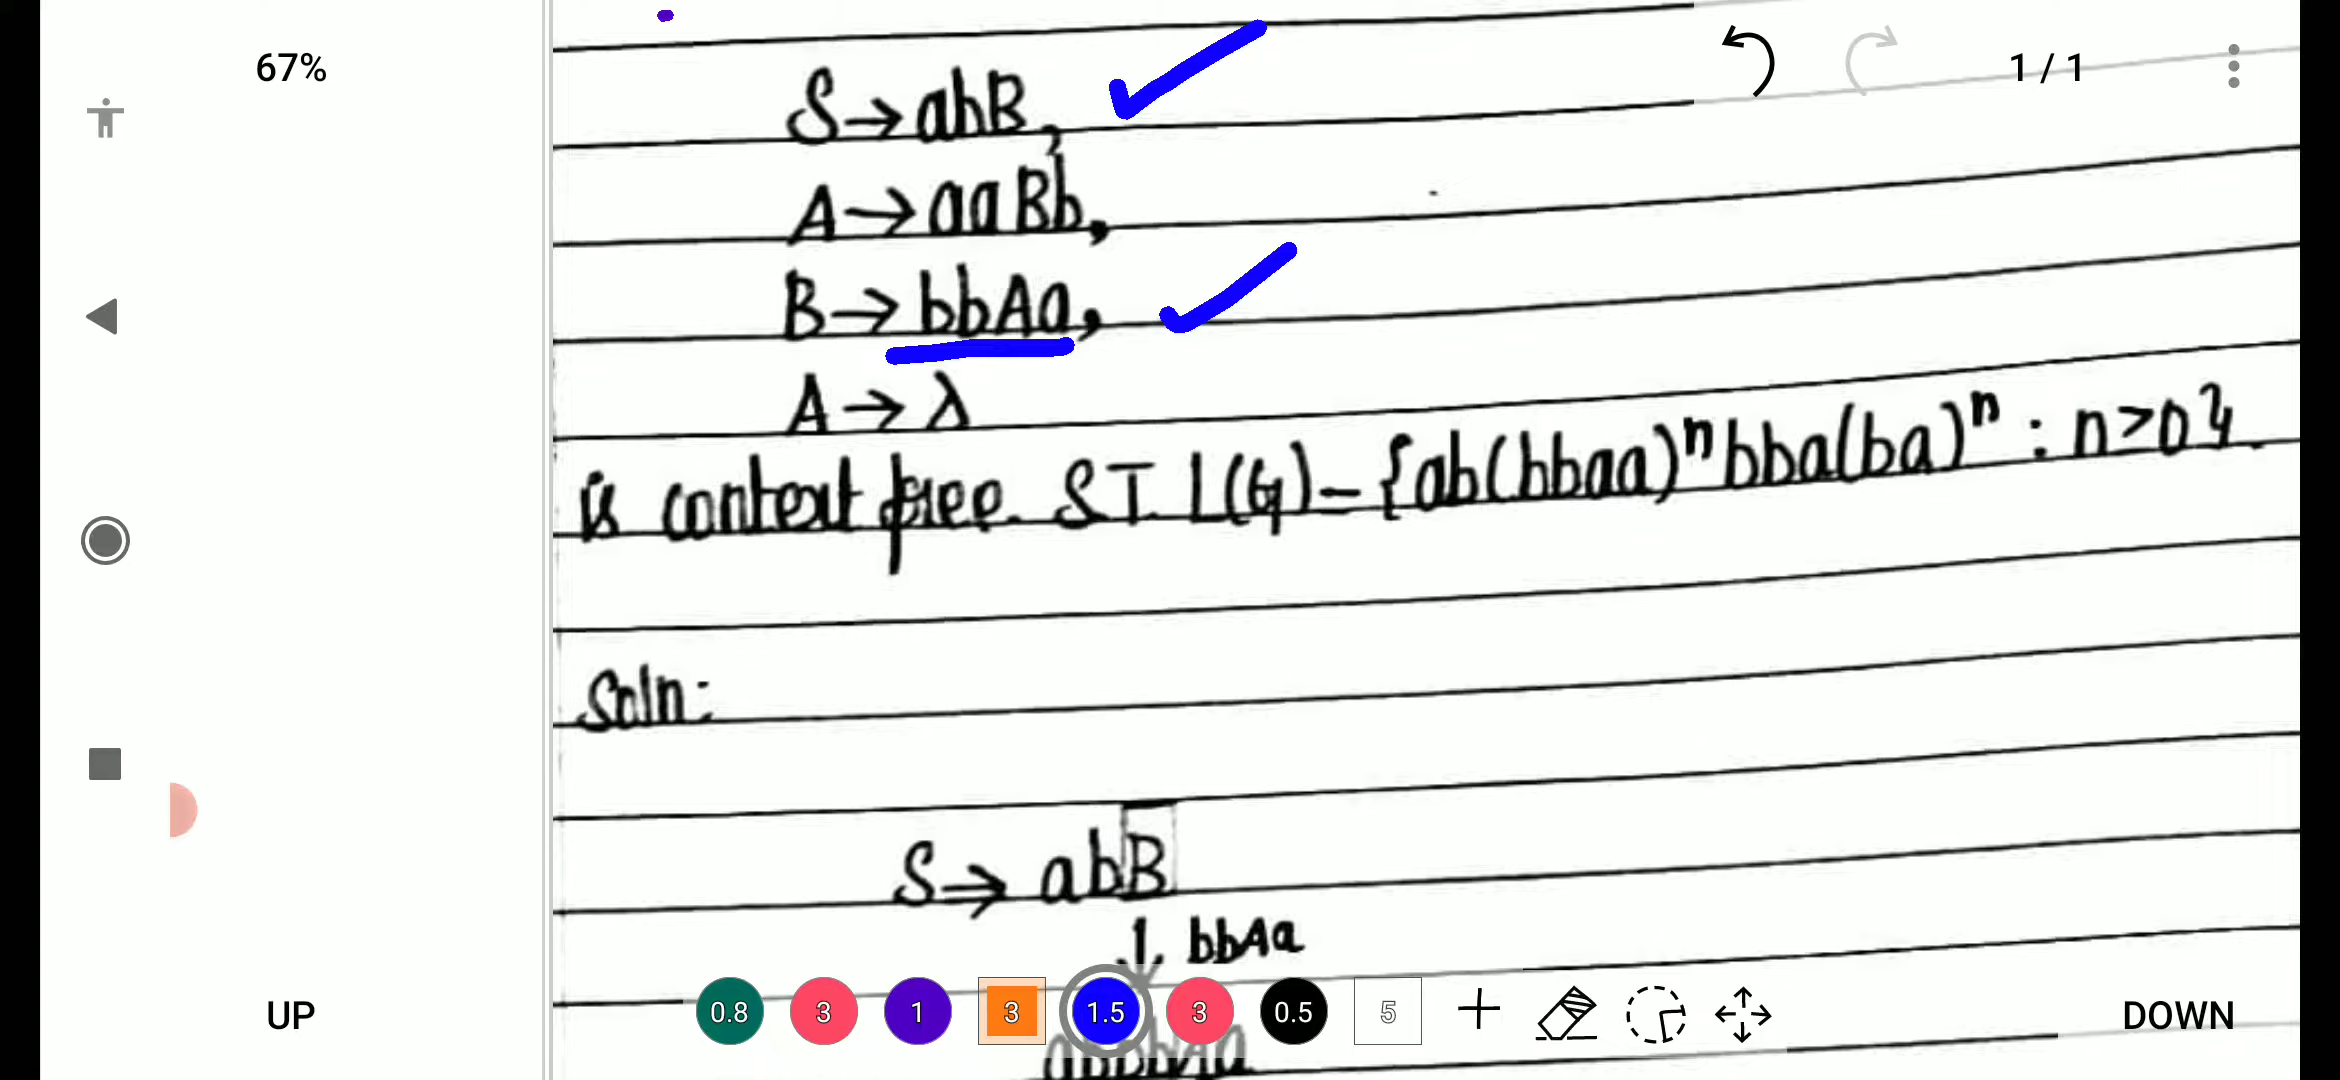 67%
1 / 1
S → abB,
A → aaBb,
B → bbAa,
A → λ
is context free. S.T. L(G) = {ab(bbaa)ⁿbba(ba)ⁿ : n>0}.
Soln:
S → abB
↓ bbAa
abbbAa
UP
0.8 3 1 3 1.5 3 0.5 5
DOWN